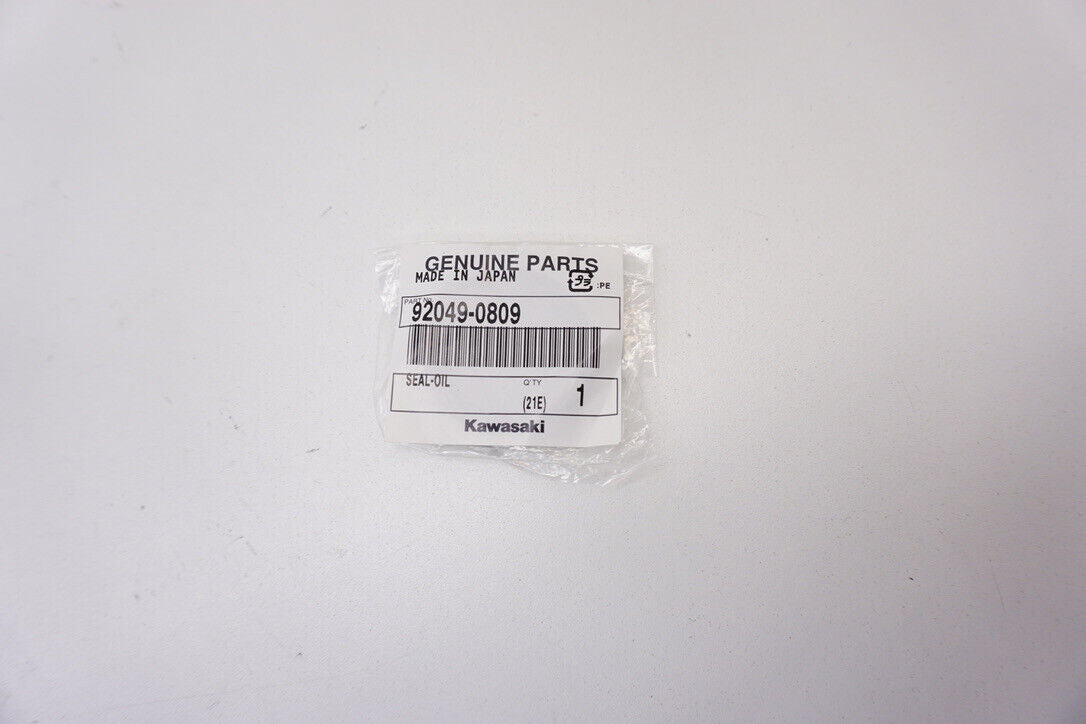 GENUINE PARTS
MADE IN JAPAN
:PE
PART No.
92049-0809
SEAL-OIL
Q'TY
(21E)
1
Kawasaki